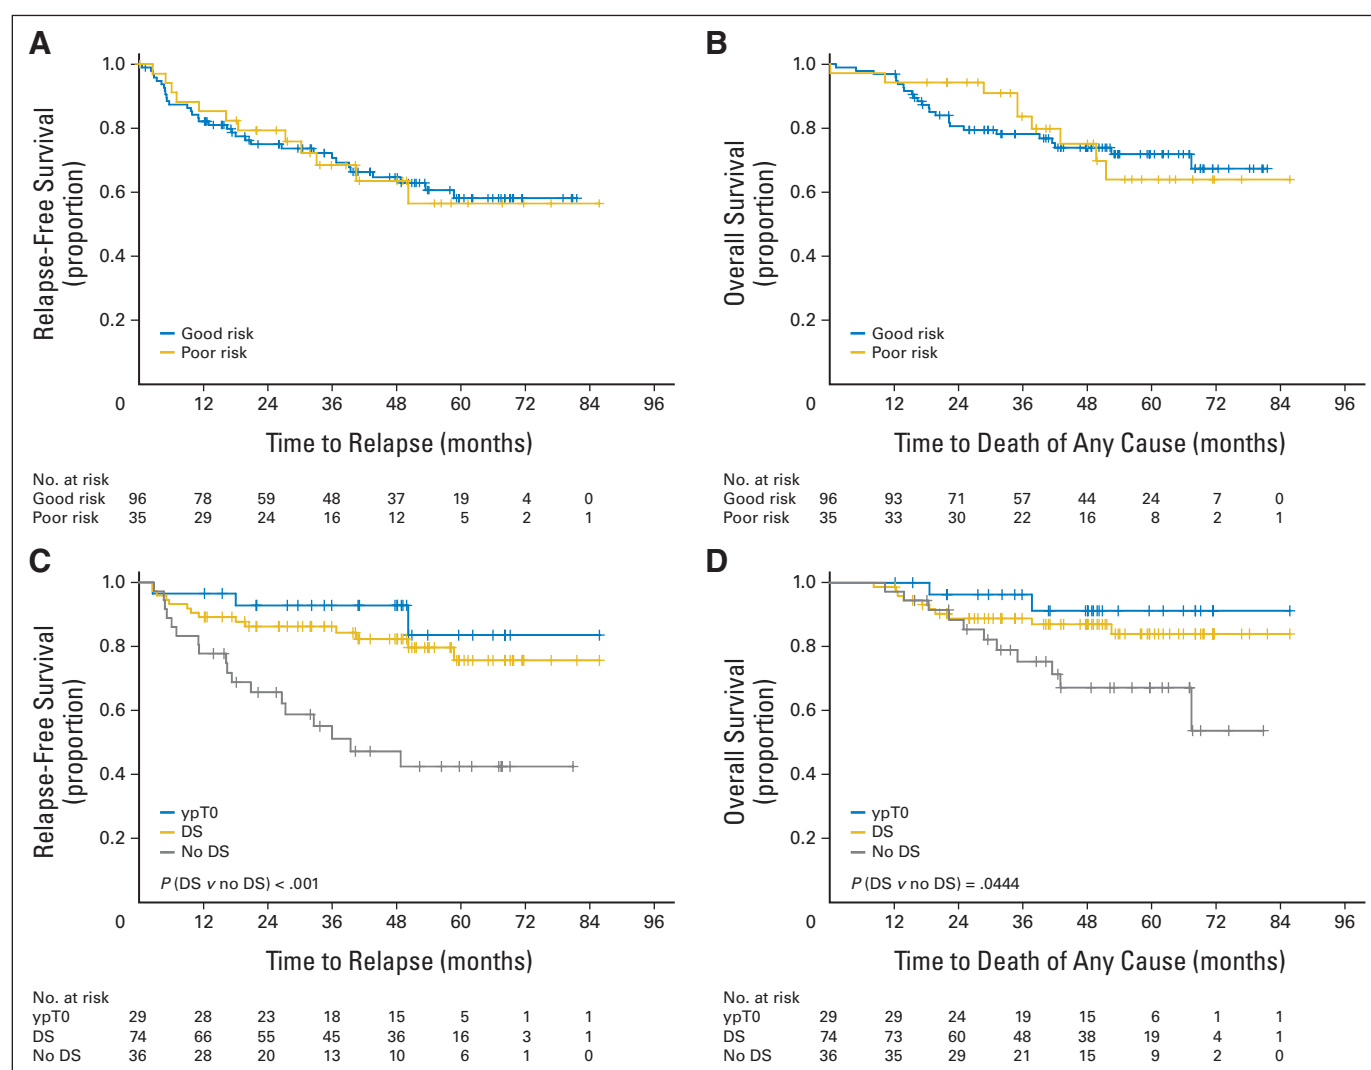 A
1.0
0.8
0.6
0.4
0.2
Relapse-Free Survival
(proportion)
Good risk
Poor risk
0 12 24 36 48 60 72 84 96
Time to Relapse (months)
No. at risk
Good risk 96 78 59 48 37 19 4 0
Poor risk 35 29 24 16 12 5 2 1
B
1.0
0.8
0.6
0.4
0.2
Overall Survival
(proportion)
Good risk
Poor risk
0 12 24 36 48 60 72 84 96
Time to Death of Any Cause (months)
No. at risk
Good risk 96 93 71 57 44 24 7 0
Poor risk 35 33 30 22 16 8 2 1
C
1.0
0.8
0.6
0.4
0.2
Relapse-Free Survival
(proportion)
ypT0
DS
No DS
P (DS v no DS) < .001
0 12 24 36 48 60 72 84 96
Time to Relapse (months)
No. at risk
ypT0 29 28 23 18 15 5 1 1
DS 74 66 55 45 36 16 3 1
No DS 36 28 20 13 10 6 1 0
D
1.0
0.8
0.6
0.4
0.2
Overall Survival
(proportion)
ypT0
DS
No DS
P (DS v no DS) = .0444
0 12 24 36 48 60 72 84 96
Time to Death of Any Cause (months)
No. at risk
ypT0 29 29 24 19 15 6 1 1
DS 74 73 60 48 38 19 4 1
No DS 36 35 29 21 15 9 2 0